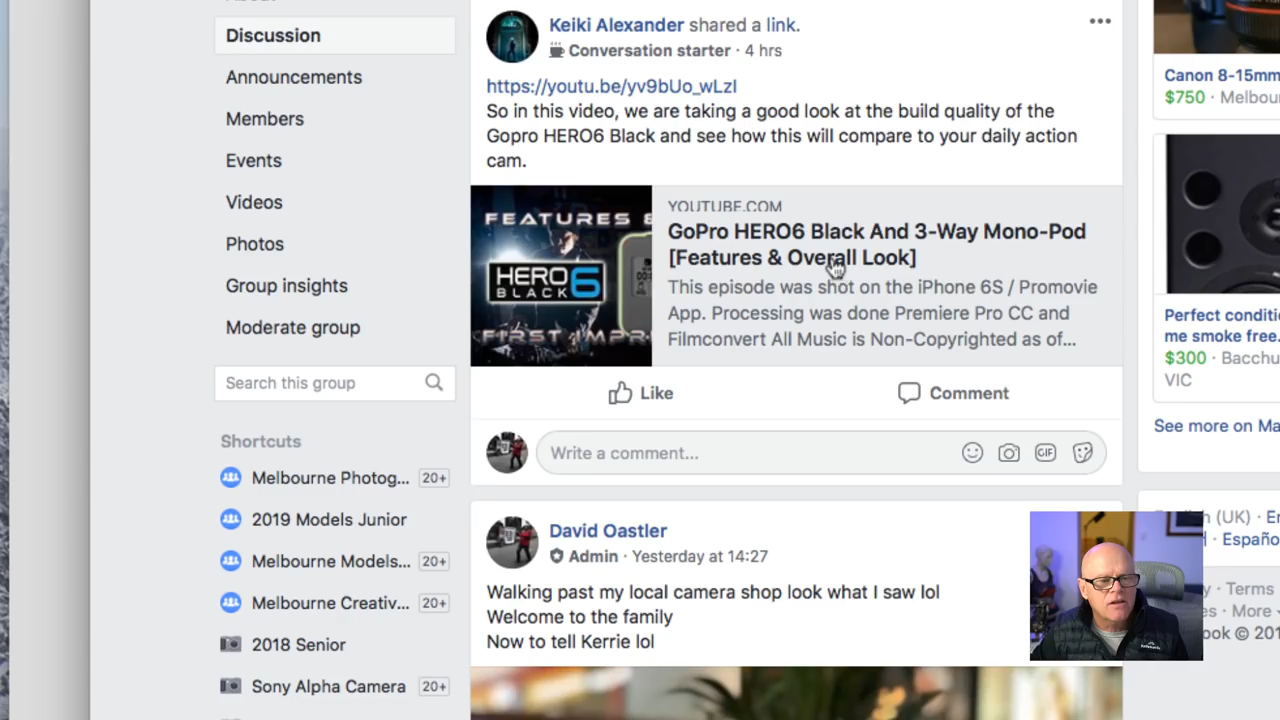 Discussion
Announcements
Members
Events
Videos
Photos
Group insights
Moderate group
Search this group
Shortcuts
Melbourne Photog... 20+
2019 Models Junior
Melbourne Models... 20+
Melbourne Creativ... 20+
2018 Senior
Sony Alpha Camera 20+
Keiki Alexander shared a link.
Conversation starter · 4 hrs
https://youtu.be/yv9bUo_wLzI
So in this video, we are taking a good look at the build quality of the
Gopro HERO6 Black and see how this will compare to your daily action
cam.
FEATURES &
HERO 6
BLACK
FIRST IMPR
YOUTUBE.COM
GoPro HERO6 Black And 3-Way Mono-Pod
[Features & Overall Look]
This episode was shot on the iPhone 6S / Promovie
App. Processing was done Premiere Pro CC and
Filmconvert All Music is Non-Copyrighted as of...
Like
Comment
Write a comment...
GIF
David Oastler
Admin · Yesterday at 14:27
Walking past my local camera shop look what I saw lol
Welcome to the family
Now to tell Kerrie lol
Canon 8-15mm
$750 · Melbou
Perfect conditi
me smoke free.
$300 · Bacchu
VIC
See more on Ma
(UK) · En
Españo
· Terms
· More
ook © 201